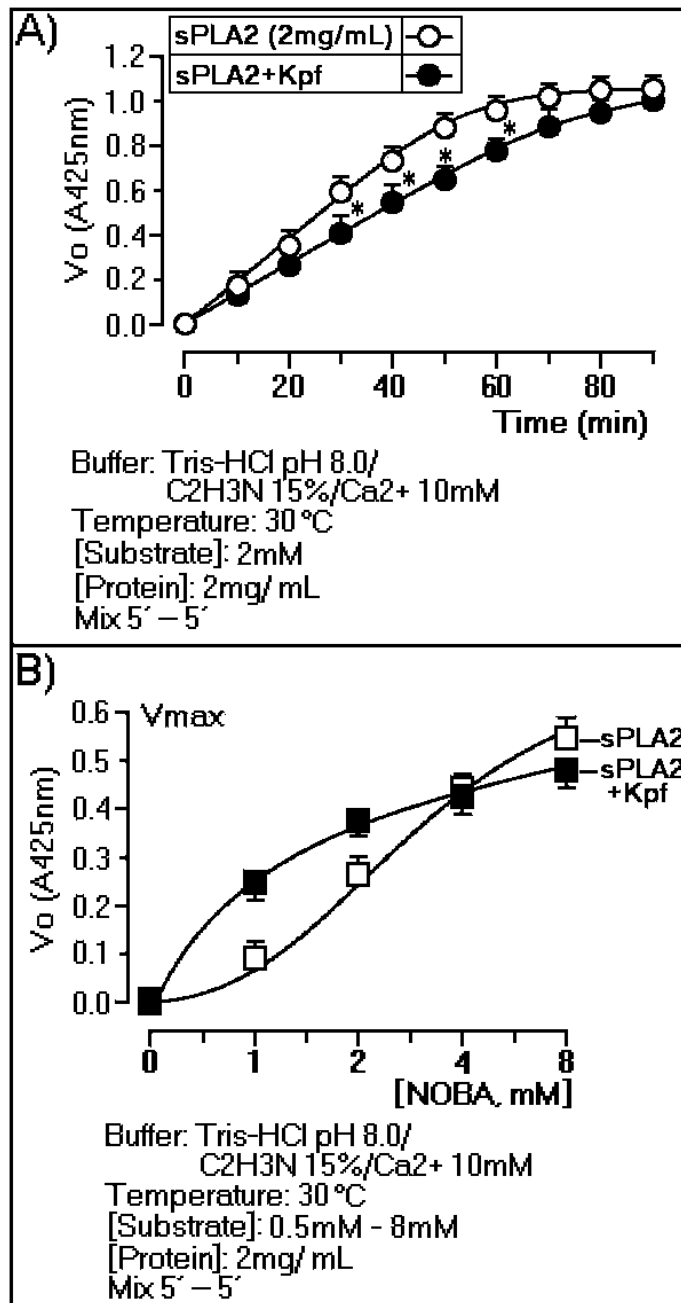 A)
sPLA2 (2mg/mL)
sPLA2+Kpf
1.2
1.0
0.8
0.6
0.4
0.2
0.0
Vo (A425nm)
* * * *
0 20 40 60 80
Time (min)
Buffer: Tris-HCl pH 8.0/
C2H3N 15%/Ca2+ 10mM
Temperature: 30 °C
[Substrate]: 2mM
[Protein]: 2mg/ mL
Mix 5´ – 5´
B)
Vmax
0.6
0.5
0.4
0.3
0.2
0.1
0.0
Vo (A425nm)
sPLA2
sPLA2
+Kpf
0 1 2 4 8
[NOBA, mM]
Buffer: Tris-HCl pH 8.0/
C2H3N 15%/Ca2+ 10mM
Temperature: 30 °C
[Substrate]: 0.5mM - 8mM
[Protein]: 2mg/ mL
Mix 5´ – 5´